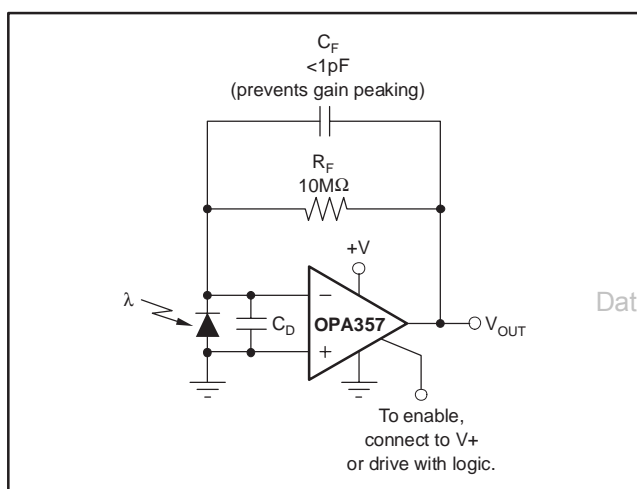 C_F
<1pF
(prevents gain peaking)
R_F
10MΩ
+V
λ
−
OPA357
C_D
+
V_OUT
To enable,
connect to V+
or drive with logic.
Dat